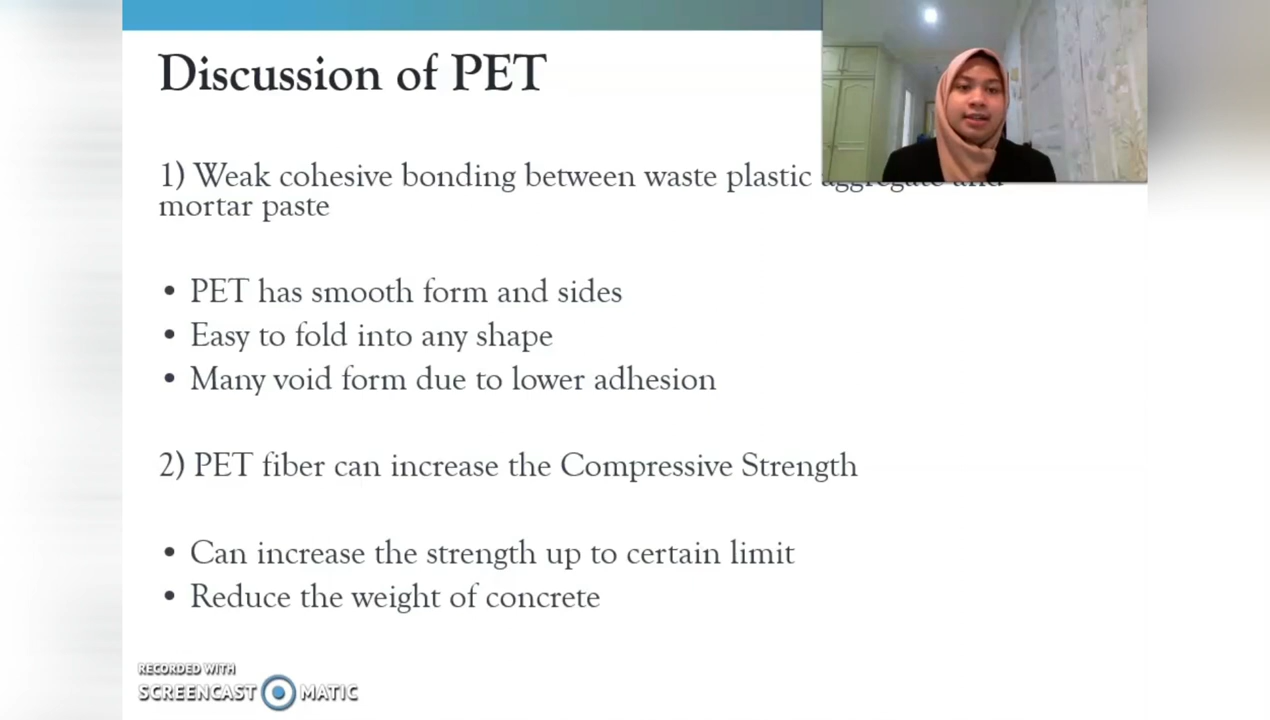 Discussion of PET
1) Weak cohesive bonding between waste plastic aggregate and
mortar paste
• PET has smooth form and sides
• Easy to fold into any shape
• Many void form due to lower adhesion
2) PET fiber can increase the Compressive Strength
• Can increase the strength up to certain limit
• Reduce the weight of concrete
RECORDED WITH
SCREENCAST MATIC